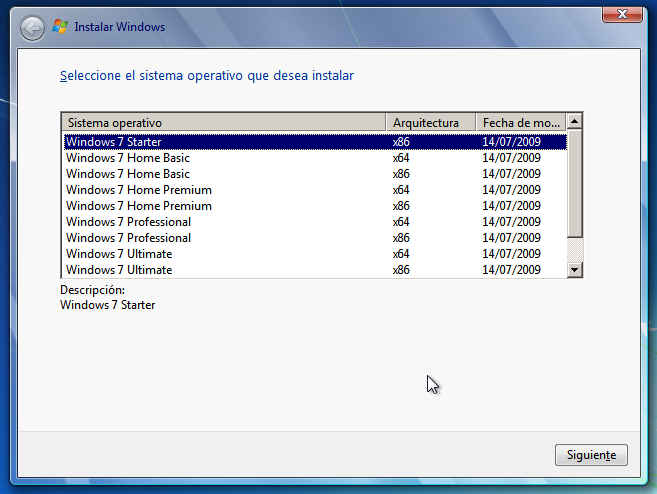 Instalar Windows
Seleccione el sistema operativo que desea instalar
Sistema operativo Arquitectura Fecha de mo...
Windows 7 Starter x86 14/07/2009
Windows 7 Home Basic x64 14/07/2009
Windows 7 Home Basic x86 14/07/2009
Windows 7 Home Premium x64 14/07/2009
Windows 7 Home Premium x86 14/07/2009
Windows 7 Professional x64 14/07/2009
Windows 7 Professional x86 14/07/2009
Windows 7 Ultimate x64 14/07/2009
Windows 7 Ultimate x86 14/07/2009
Descripción:
Windows 7 Starter
Siguiente